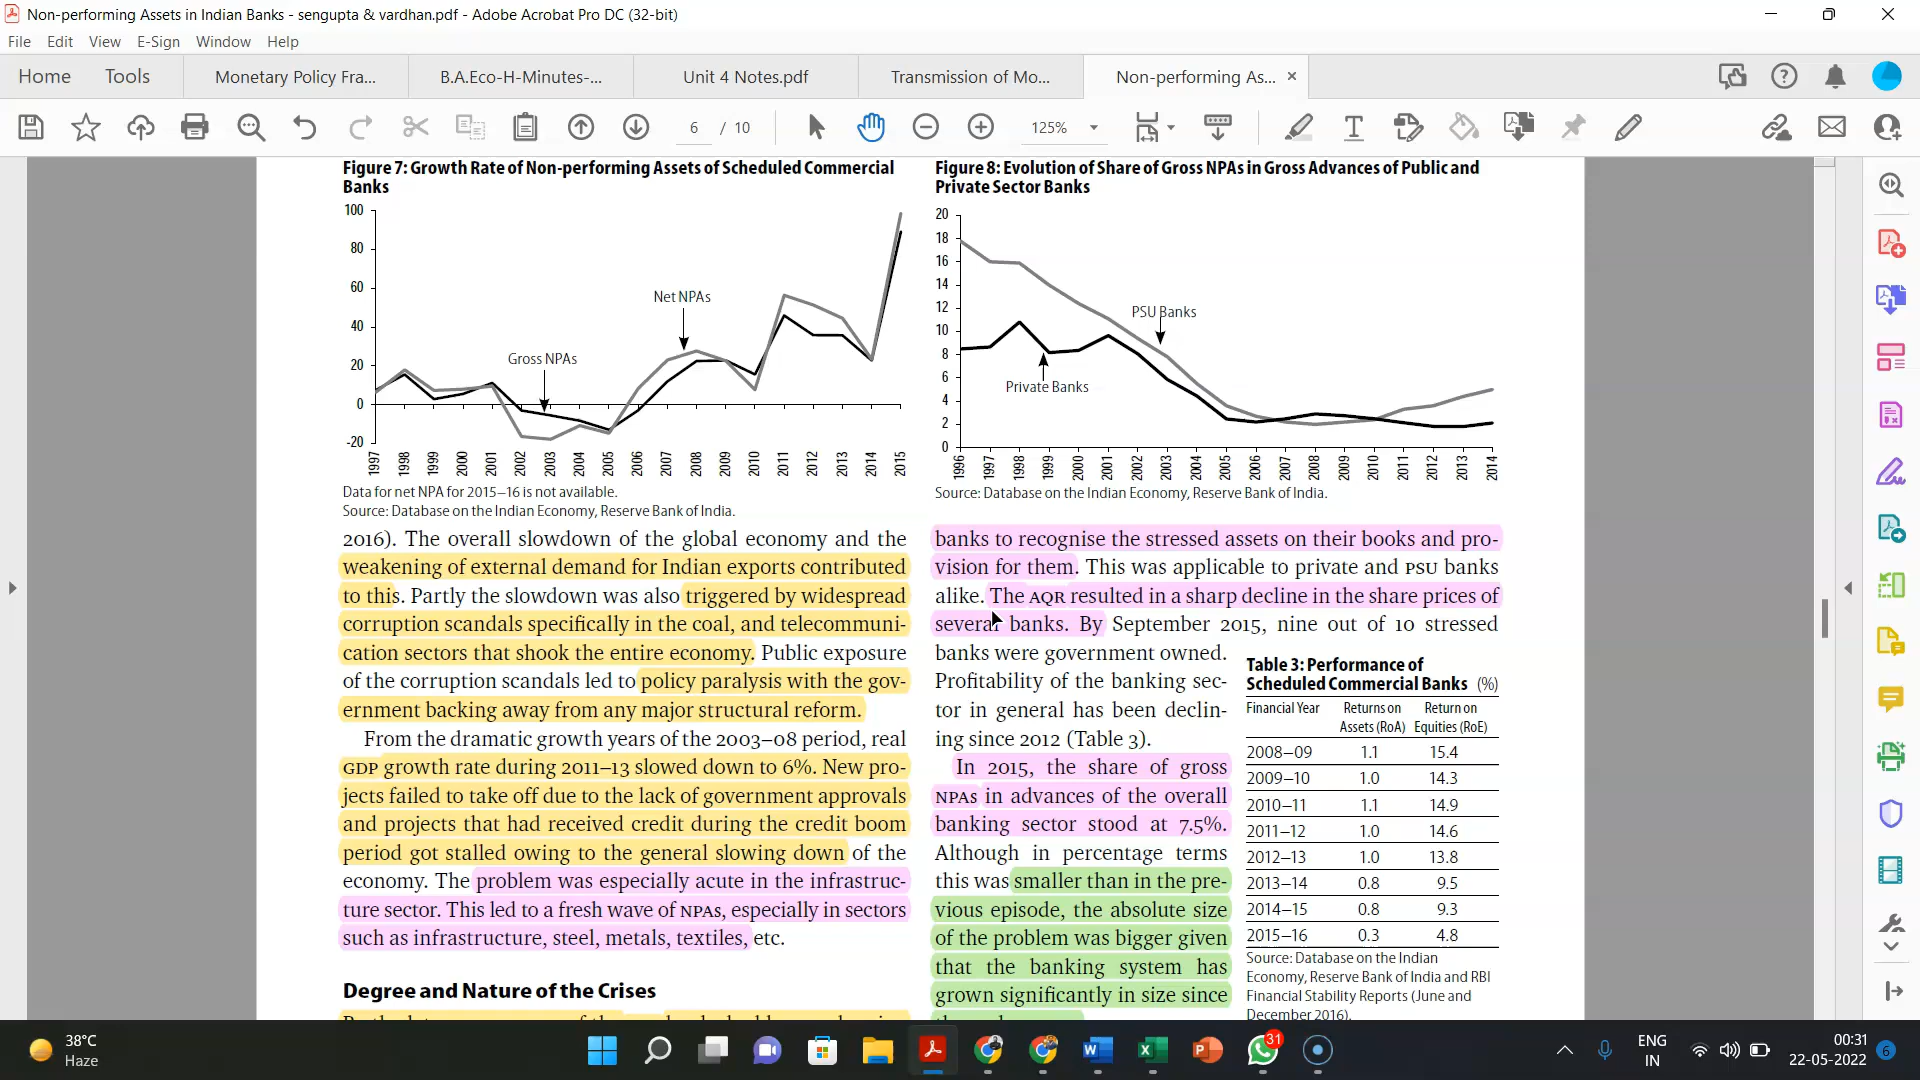 Non-performing Assets in Indian Banks - sengupta & vardhan.pdf - Adobe Acrobat Pro DC (32-bit)
File Edit View E-Sign Window Help
Home Tools Monetary Policy Fra... B.A.Eco-H-Minutes-... Unit 4 Notes.pdf Transmission of Mo... Non-performing As... ×
6 / 10 125%
Figure 7: Growth Rate of Non-performing Assets of Scheduled Commercial
Banks
100
80
60
40
20
0
-20
Net NPAs
Gross NPAs
1997 1998 1999 2000 2001 2002 2003 2004 2005 2006 2007 2008 2009 2010 2011 2012 2013 2014 2015
Data for net NPA for 2015–16 is not available.
Source: Database on the Indian Economy, Reserve Bank of India.
2016). The overall slowdown of the global economy and the
weakening of external demand for Indian exports contributed
to this. Partly the slowdown was also triggered by widespread
corruption scandals specifically in the coal, and telecommuni-
cation sectors that shook the entire economy. Public exposure
of the corruption scandals led to policy paralysis with the gov-
ernment backing away from any major structural reform.
From the dramatic growth years of the 2003–08 period, real
GDP growth rate during 2011–13 slowed down to 6%. New pro-
jects failed to take off due to the lack of government approvals
and projects that had received credit during the credit boom
period got stalled owing to the general slowing down of the
economy. The problem was especially acute in the infrastruc-
ture sector. This led to a fresh wave of NPAs, especially in sectors
such as infrastructure, steel, metals, textiles, etc.
Degree and Nature of the Crises
Figure 8: Evolution of Share of Gross NPAs in Gross Advances of Public and
Private Sector Banks
20
18
16
14
12
10
8
6
4
2
0
PSU Banks
Private Banks
1996 1997 1998 1999 2000 2001 2002 2003 2004 2005 2006 2007 2008 2009 2010 2011 2012 2013 2014
Source: Database on the Indian Economy, Reserve Bank of India.
banks to recognise the stressed assets on their books and pro-
vision for them. This was applicable to private and PSU banks
alike. The AQR resulted in a sharp decline in the share prices of
several banks. By September 2015, nine out of 10 stressed
banks were government owned.
Profitability of the banking sec-
tor in general has been declin-
ing since 2012 (Table 3).
In 2015, the share of gross
NPAs in advances of the overall
banking sector stood at 7.5%.
Although in percentage terms
this was smaller than in the pre-
vious episode, the absolute size
of the problem was bigger given
that the banking system has
grown significantly in size since
Table 3: Performance of
Scheduled Commercial Banks (%)
Financial Year Returns on Return on
Assets (RoA) Equities (RoE)
2008–09 1.1 15.4
2009–10 1.0 14.3
2010–11 1.1 14.9
2011–12 1.0 14.6
2012–13 1.0 13.8
2013–14 0.8 9.5
2014–15 0.8 9.3
2015–16 0.3 4.8
Source: Database on the Indian
Economy, Reserve Bank of India and RBI
Financial Stability Reports (June and
December 2016).
38°C
Haze
31
ENG
IN
00:31
22-05-2022
6